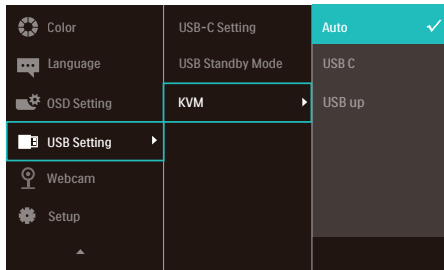 Color
Language
OSD Setting
USB Setting
Webcam
Setup
USB-C Setting
USB Standby Mode
KVM
Auto
USB C
USB up